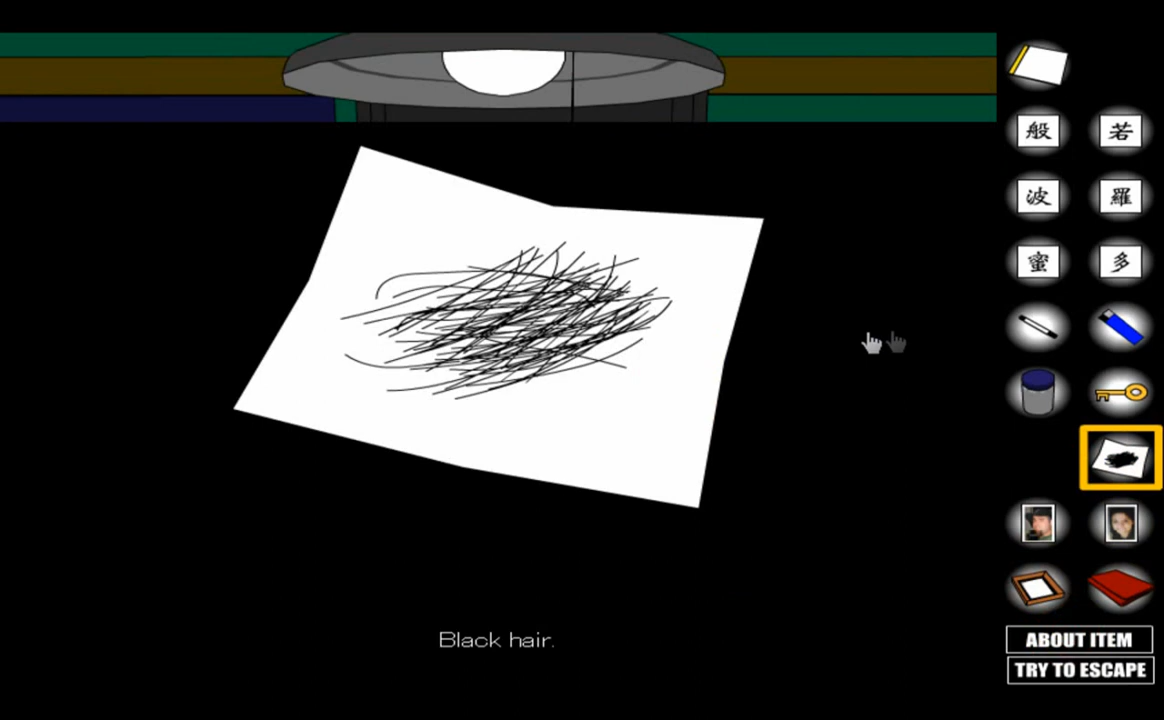 般 若
波 羅
蜜 多
Black hair.
ABOUT ITEM
TRY TO ESCAPE